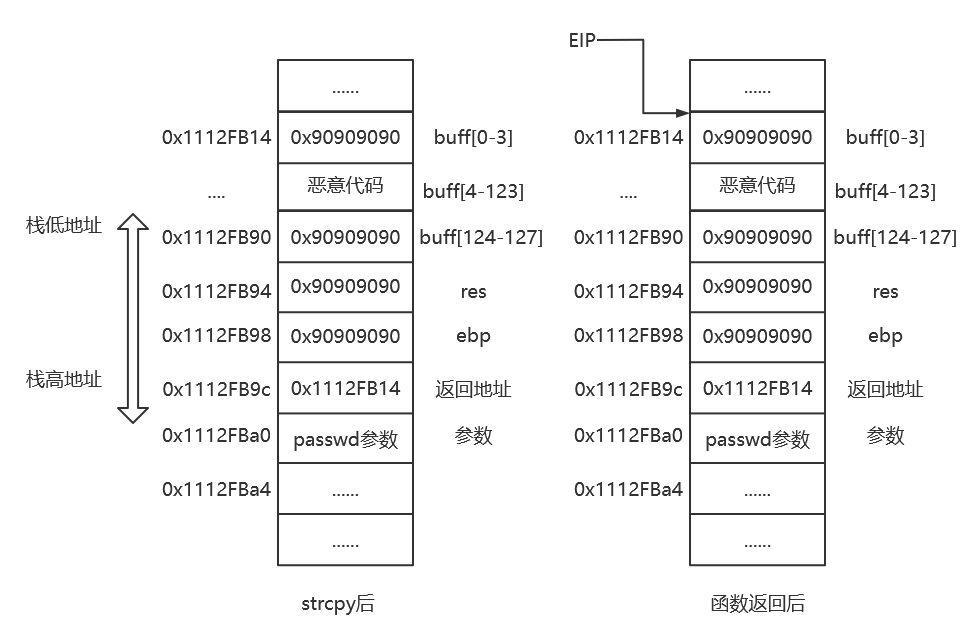 EIP
......
......
0x1112FB14 0x90909090 buff[0-3]
0x1112FB14 0x90909090 buff[0-3]
.... 恶意代码 buff[4-123]
.... 恶意代码 buff[4-123]
栈低地址
0x1112FB90 0x90909090 buff[124-127]
0x1112FB90 0x90909090 buff[124-127]
0x1112FB94 0x90909090 res
0x1112FB94 0x90909090 res
0x1112FB98 0x90909090 ebp
0x1112FB98 0x90909090 ebp
栈高地址
0x1112FB9c 0x1112FB14 返回地址
0x1112FB9c 0x1112FB14 返回地址
0x1112FBa0 passwd参数 参数
0x1112FBa0 passwd参数 参数
0x1112FBa4 ......
0x1112FBa4 ......
......
......
strcpy后
函数返回后